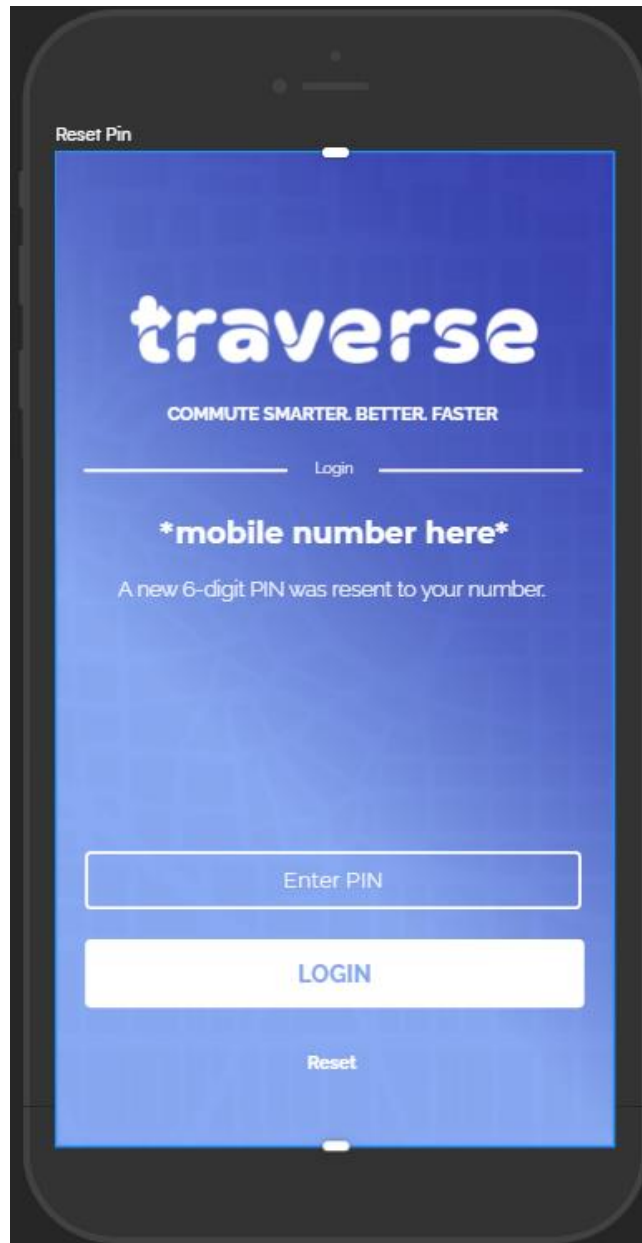 Reset Pin
traverse
COMMUTE SMARTER. BETTER. FASTER
Login
*mobile number here*
A new 6-digit PIN was resent to your number.
Enter PIN
LOGIN
Reset